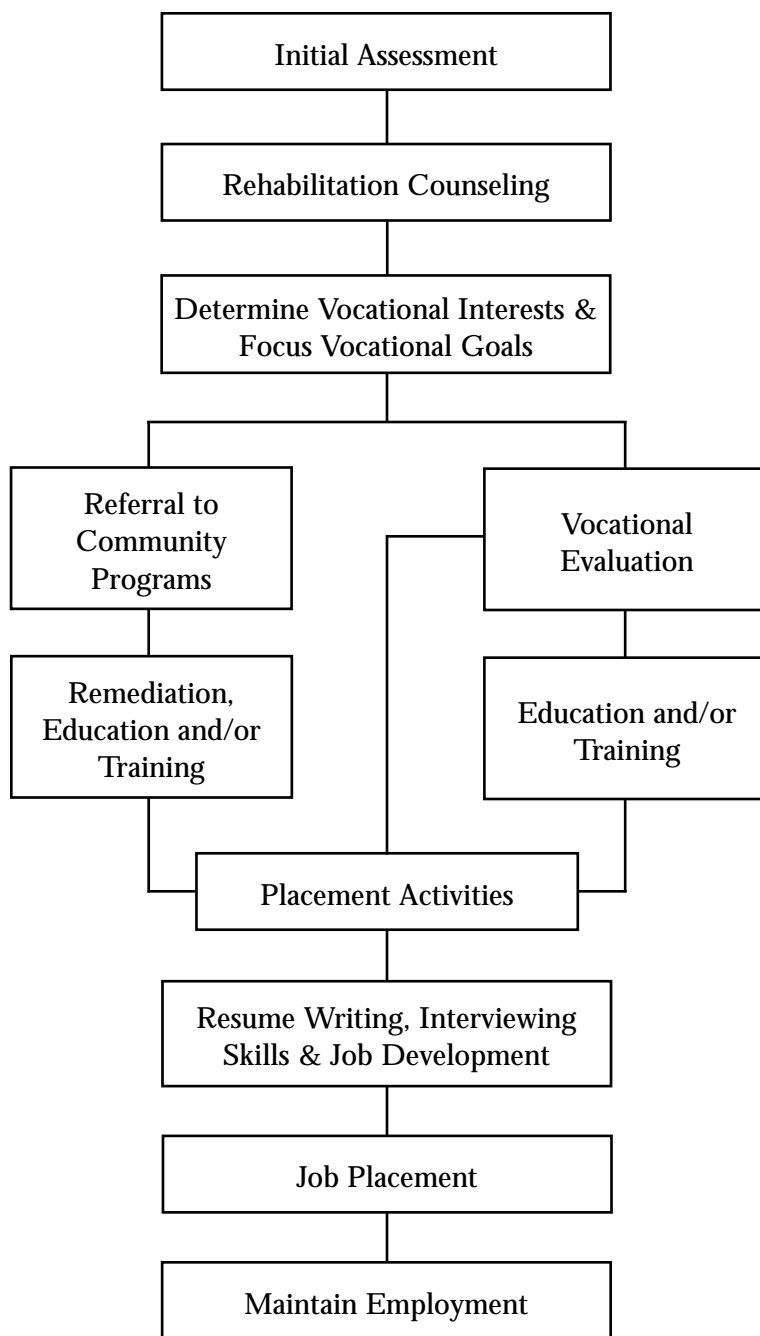 Initial Assessment
Rehabilitation Counseling
Determine Vocational Interests &
Focus Vocational Goals
Referral to
Community
Programs
Vocational
Evaluation
Remediation,
Education and/or
Training
Education and/or
Training
Placement Activities
Resume Writing, Interviewing
Skills & Job Development
Job Placement
Maintain Employment